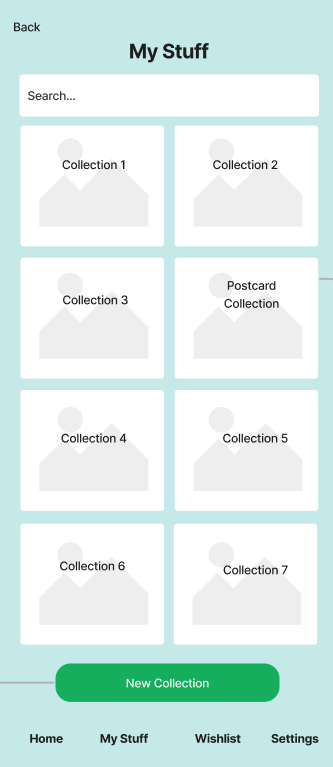 Back
My Stuff
Search...
Collection 1
Collection 2
Collection 3
Postcard
Collection
Collection 4
Collection 5
Collection 6
Collection 7
New Collection
Home
My Stuff
Wishlist
Settings